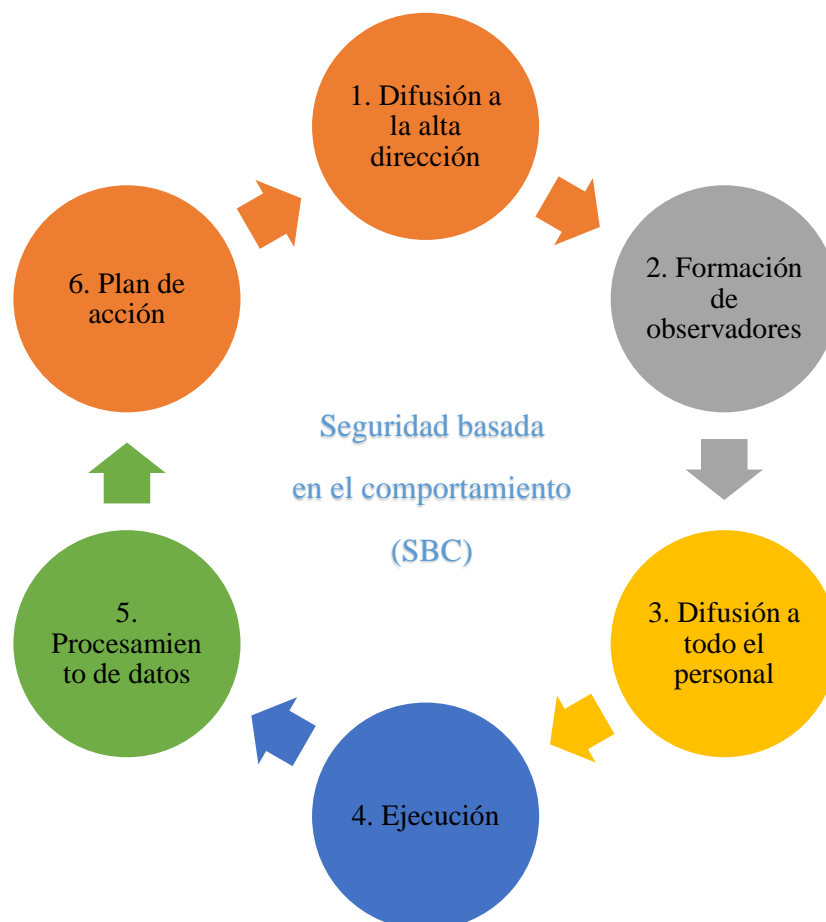 1. Difusión a
la alta
dirección
2. Formación
de
observadores
3. Difusión a
todo el
personal
4. Ejecución
5.
Procesamien
to de datos
6. Plan de
acción
Seguridad basada
en el comportamiento
(SBC)